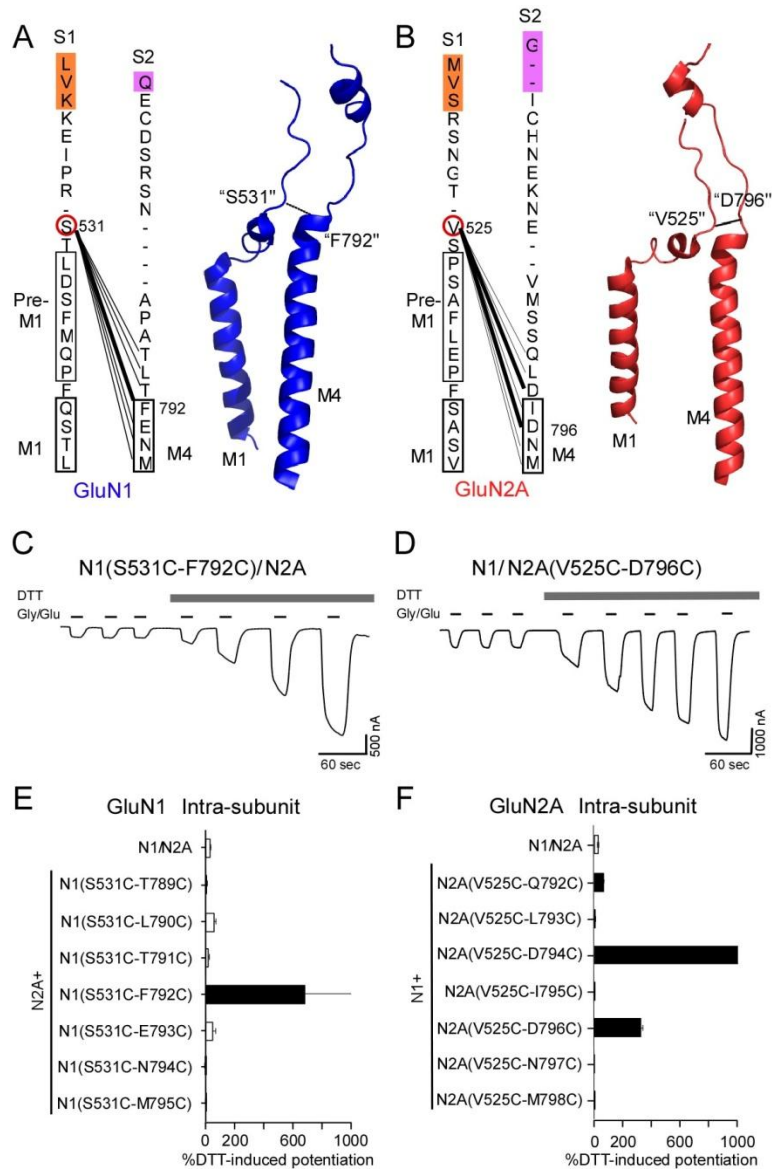 A
S1
L
V
K
K
E
I
P
R
-
S
531
T
L
D
S
F
M
Q
P
F
Q
S
T
L
Pre-
M1
M1
S2
Q
E
C
D
S
R
S
N
-
-
-
-
A
P
A
T
L
T
F
792
E
N
M
M4
GluN1
"S531"
"F792"
M4
M1
B
S1
M
V
S
R
S
N
G
T
-
V
525
S
P
S
A
F
L
E
P
F
S
A
S
V
Pre-
M1
M1
S2
G
-
-
I
C
H
N
E
K
N
E
-
-
V
M
S
S
Q
L
D
I
D
796
N
M
M4
GluN2A
"V525"
"D796"
M4
M1
C
N1(S531C-F792C)/N2A
DTT
Gly/Glu
60 sec
500 nA
D
N1/N2A(V525C-D796C)
DTT
Gly/Glu
60 sec
1000 nA
E
GluN1 Intra-subunit
N1/N2A
N2A+
N1(S531C-T789C)
N1(S531C-L790C)
N1(S531C-T791C)
N1(S531C-F792C)
N1(S531C-E793C)
N1(S531C-N794C)
N1(S531C-M795C)
0 600 1000
%DTT-induced potentiation
F
GluN2A Intra-subunit
N1/N2A
N1+
N2A(V525C-Q792C)
N2A(V525C-L793C)
N2A(V525C-D794C)
N2A(V525C-I795C)
N2A(V525C-D796C)
N2A(V525C-N797C)
N2A(V525C-M798C)
0 600 1000
%DTT-induced potentiation